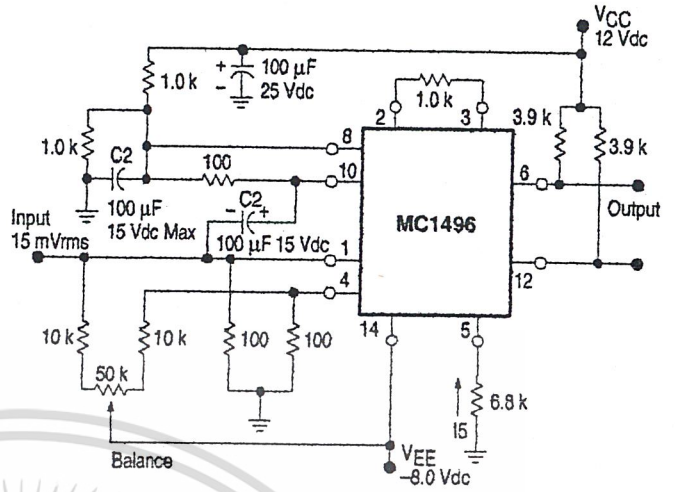 VCC
12 Vdc
+
100 µF
25 Vdc
–
1.0 k
1.0 k
2
3
3.9 k
3.9 k
1.0 k
8
C2
100
10
6
100 µF
15 Vdc Max
C2
– +
MC1496
Output
Input
15 mVrms
100 µF 15 Vdc
1
12
4
14
5
10 k
10 k
100
100
50 k
6.8 k
I5
Balance
VEE
–8.0 Vdc